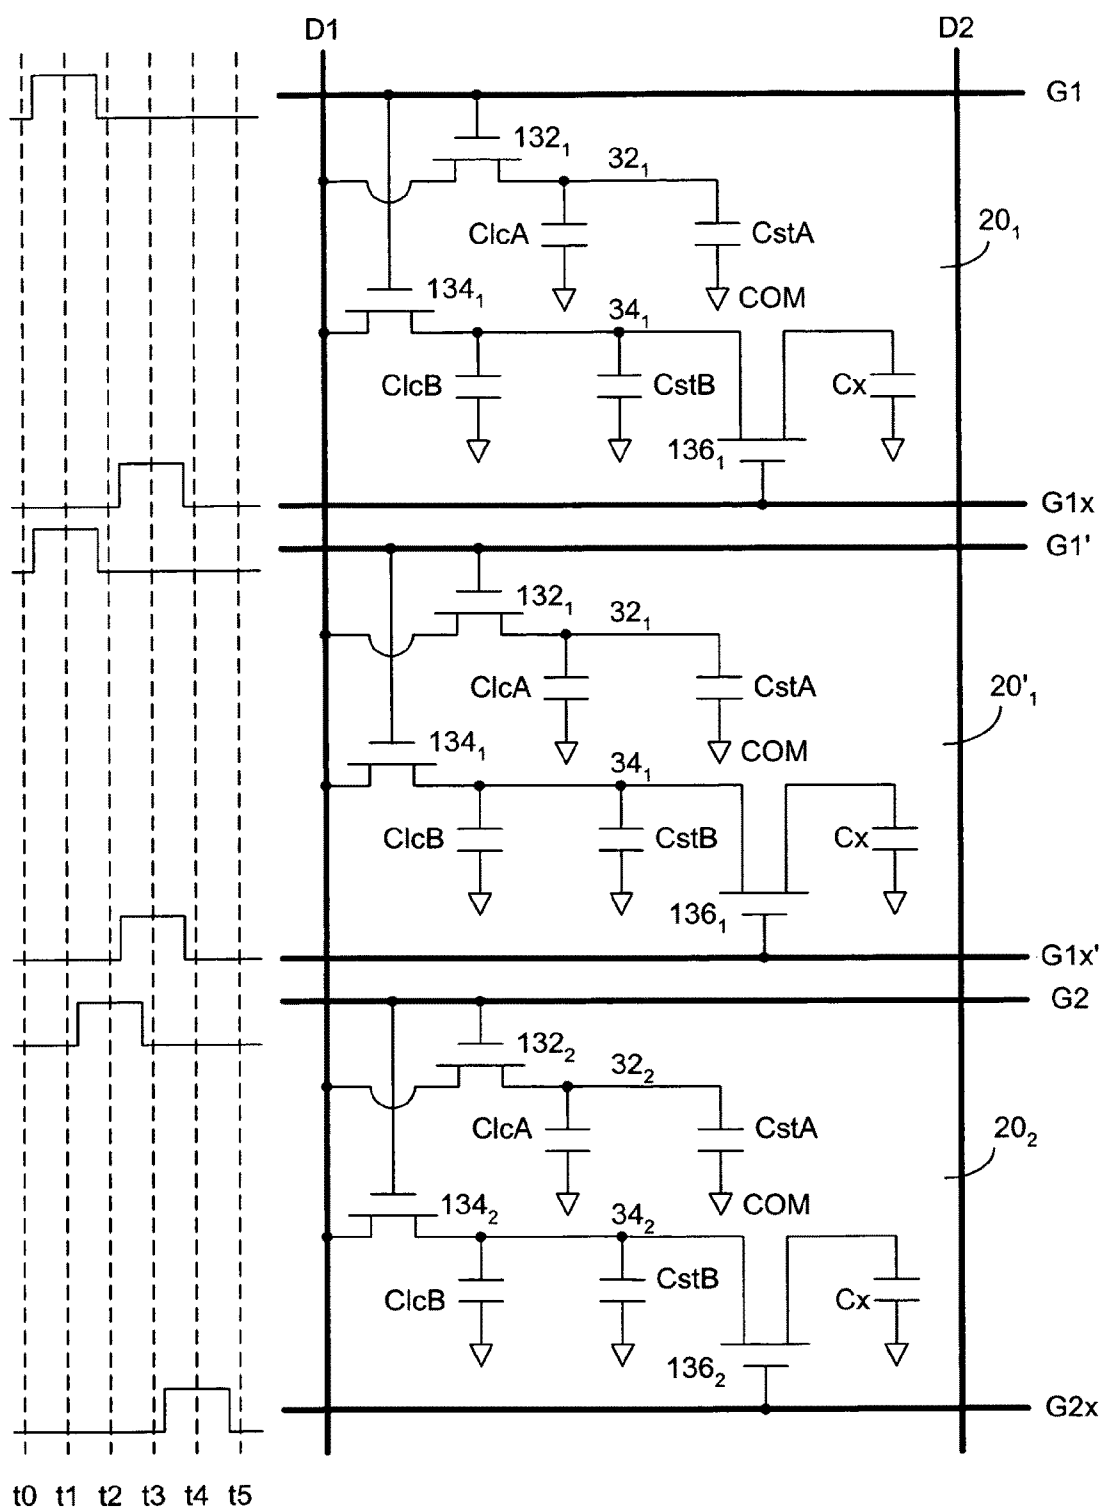 D1 D2
G1
132₁ 32₁
ClcA CstA
20₁
134₁ 34₁ COM
ClcB CstB Cx
136₁
G1x
G1'
132₁ 32₁
ClcA CstA
20'₁
134₁ 34₁ COM
ClcB CstB Cx
136₁
G1x'
G2
132₂ 32₂
ClcA CstA
20₂
134₂ 34₂ COM
ClcB CstB Cx
136₂
G2x
t0 t1 t2 t3 t4 t5